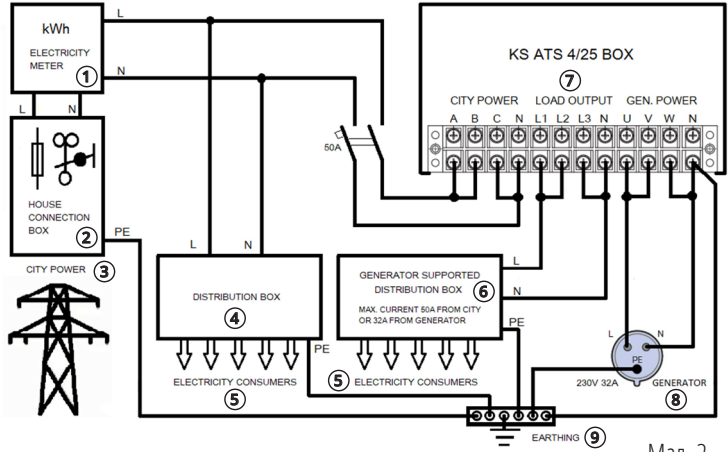 L
kWh
ELECTRICITY
METER
1
N
L N
HOUSE
CONNECTION
BOX
2
PE
CITY POWER 3
50A
KS ATS 4/25 BOX
7
CITY POWER LOAD OUTPUT GEN. POWER
A B C N L1 L2 L3 N U V W N
L N
DISTRIBUTION BOX
4
PE
ELECTRICITY CONSUMERS
5
GENERATOR SUPPORTED
DISTRIBUTION BOX 6
MAX. CURRENT 50A FROM CITY
OR 32A FROM GENERATOR
L
N
PE
5 ELECTRICITY CONSUMERS
L N
PE
230V 32A GENERATOR
8
EARTHING 9
Мал. 2